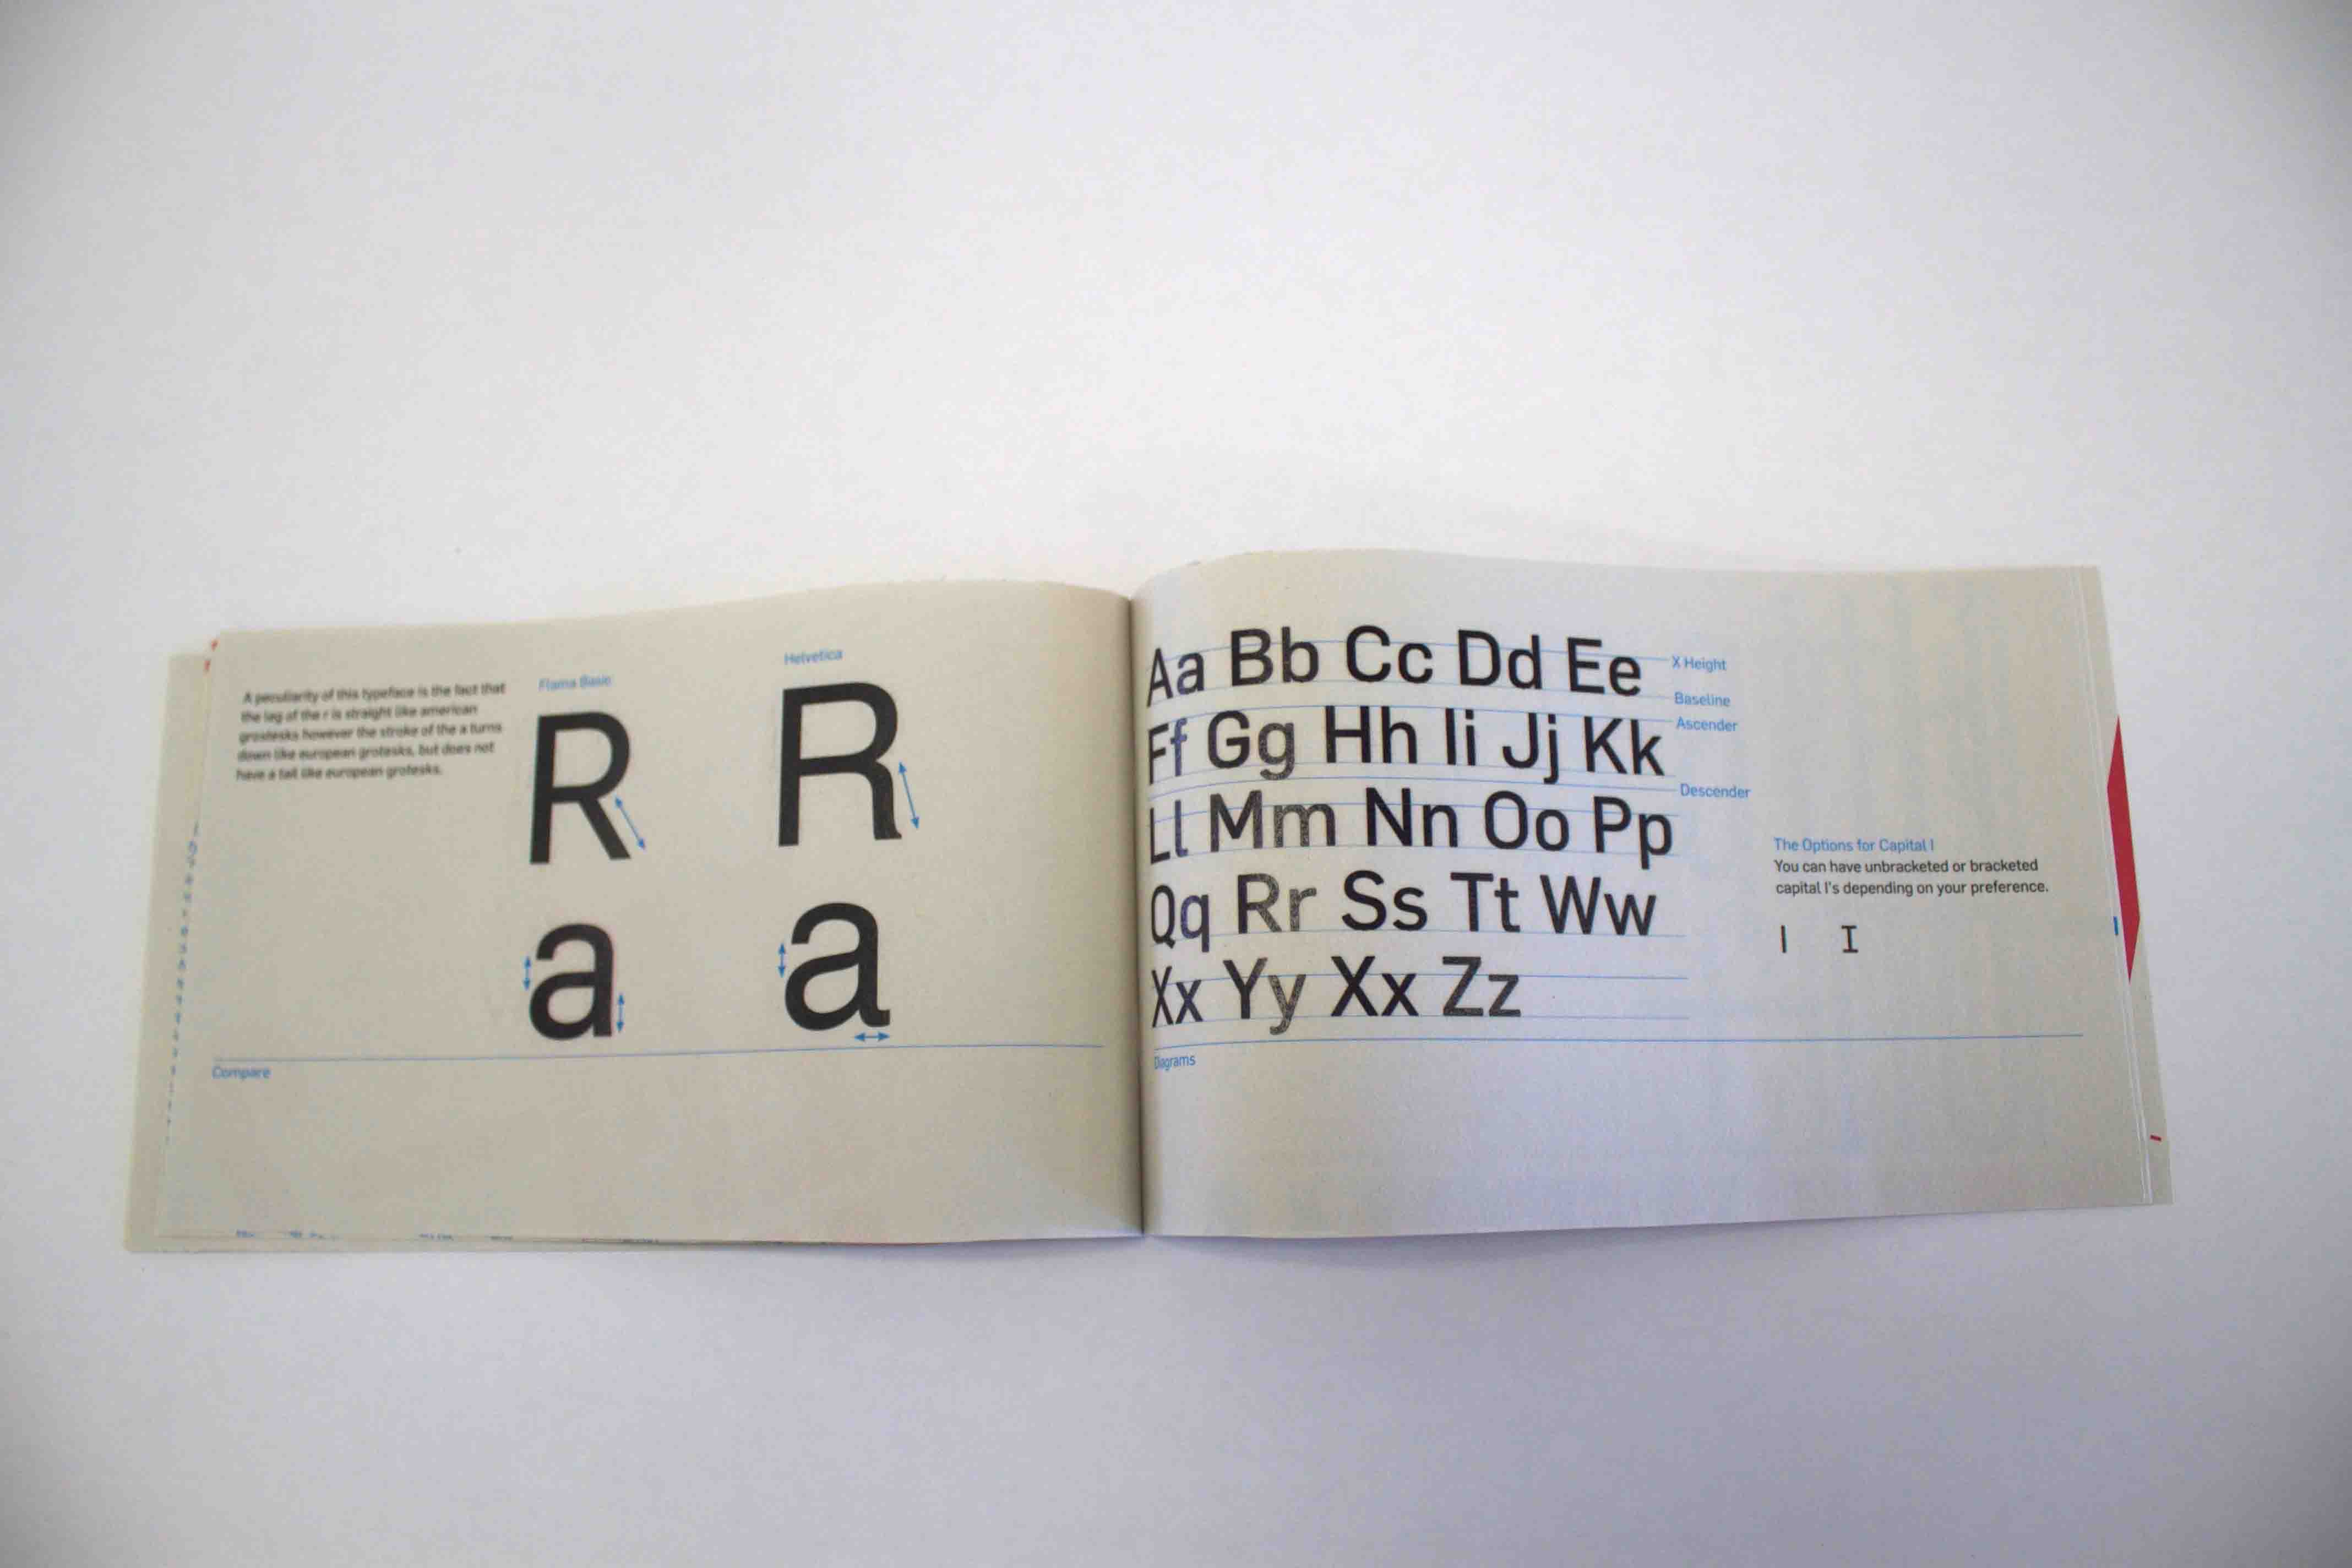 A peculiarity of this typeface is the fact that
the leg of the r is straight like american
grostesks however the stroke of the a turns
down like european grotesks, but does not
have a tail like european grotesks.
Flama Basic
Helvetica
R
R
a
a
Compare
Aa Bb Cc Dd Ee
X Height
Baseline
Ff Gg Hh Ii Jj Kk
Ascender
Descender
Ll Mm Nn Oo Pp
Qq Rr Ss Tt Ww
Xx Yy Xx Zz
The Options for Capital I
You can have unbracketed or bracketed
capital I's depending on your preference.
I I
Diagrams